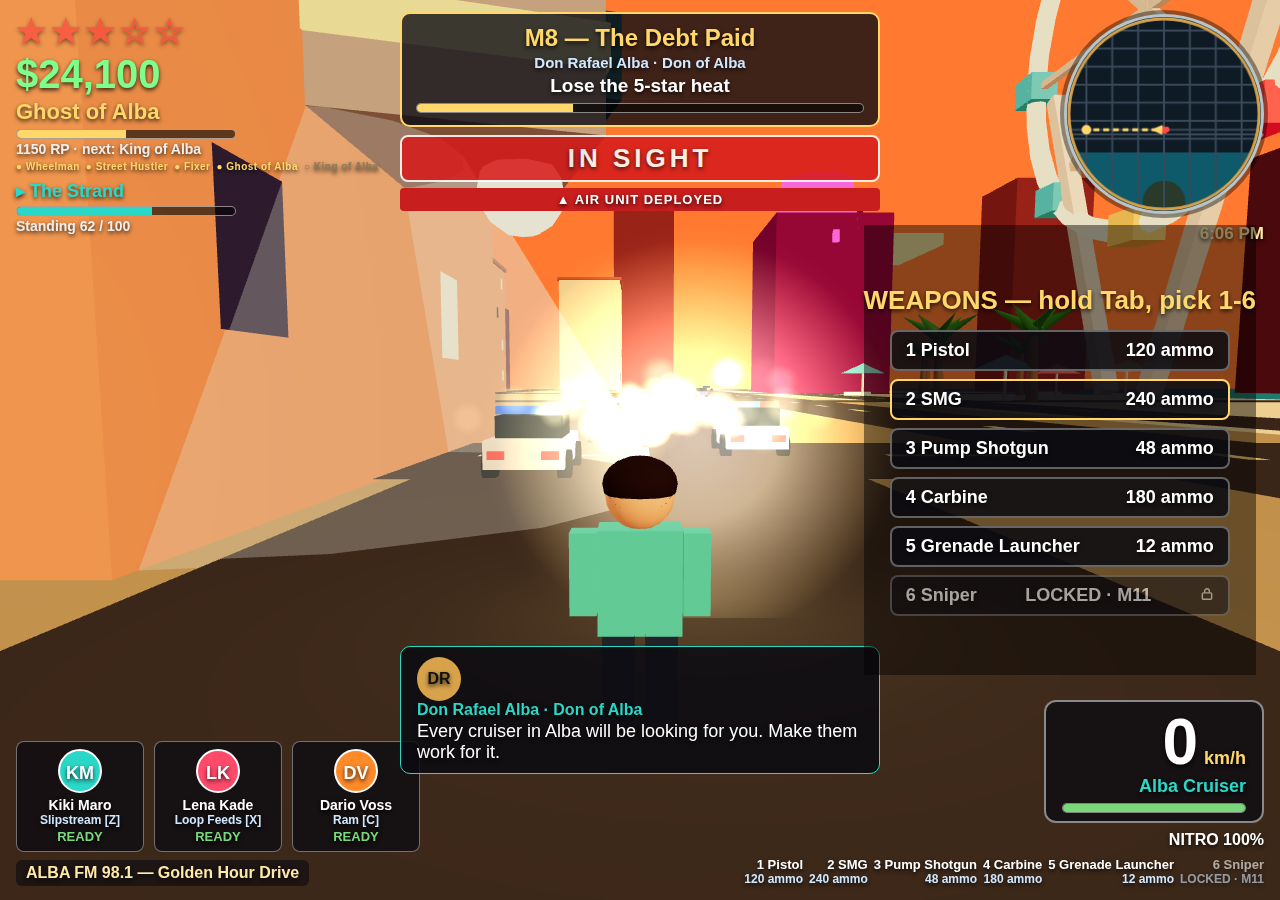 $24,100
Ghost of Alba
1150 RP · next: King of Alba
Wheelman Street Hustler Fixer Ghost of Alba King of Alba
▸ The Strand
Standing 62 / 100
M8 — The Debt Paid
Don Rafael Alba · Don of Alba
Lose the 5-star heat
IN SIGHT
▲ AIR UNIT DEPLOYED
6:06 PM
WEAPONS — hold Tab, pick 1-6
1 Pistol 120 ammo
2 SMG 240 ammo
3 Pump Shotgun 48 ammo
4 Carbine 180 ammo
5 Grenade Launcher 12 ammo
6 Sniper LOCKED · M11
DR
Don Rafael Alba · Don of Alba
Every cruiser in Alba will be looking for you. Make them
work for it.
KM
Kiki Maro
Slipstream [Z]
READY
LK
Lena Kade
Loop Feeds [X]
READY
DV
Dario Voss
Ram [C]
READY
ALBA FM 98.1 — Golden Hour Drive
0 km/h
Alba Cruiser
NITRO 100%
1 Pistol 2 SMG 3 Pump Shotgun 4 Carbine 5 Grenade Launcher 6 Sniper
120 ammo 240 ammo 48 ammo 180 ammo 12 ammo LOCKED · M11